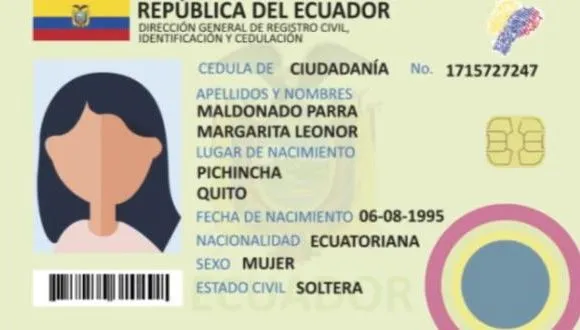 REPÚBLICA DEL ECUADOR
DIRECCIÓN GENERAL DE REGISTRO CIVIL,
IDENTIFICACIÓN Y CEDULACIÓN
CEDULA DE CIUDADANÍA No. 1715727247
APELLIDOS Y NOMBRES
MALDONADO PARRA
MARGARITA LEONOR
LUGAR DE NACIMIENTO
PICHINCHA
QUITO
FECHA DE NACIMIENTO 06-08-1995
NACIONALIDAD ECUATORIANA
SEXO MUJER
ESTADO CIVIL SOLTERA
ECUADOR